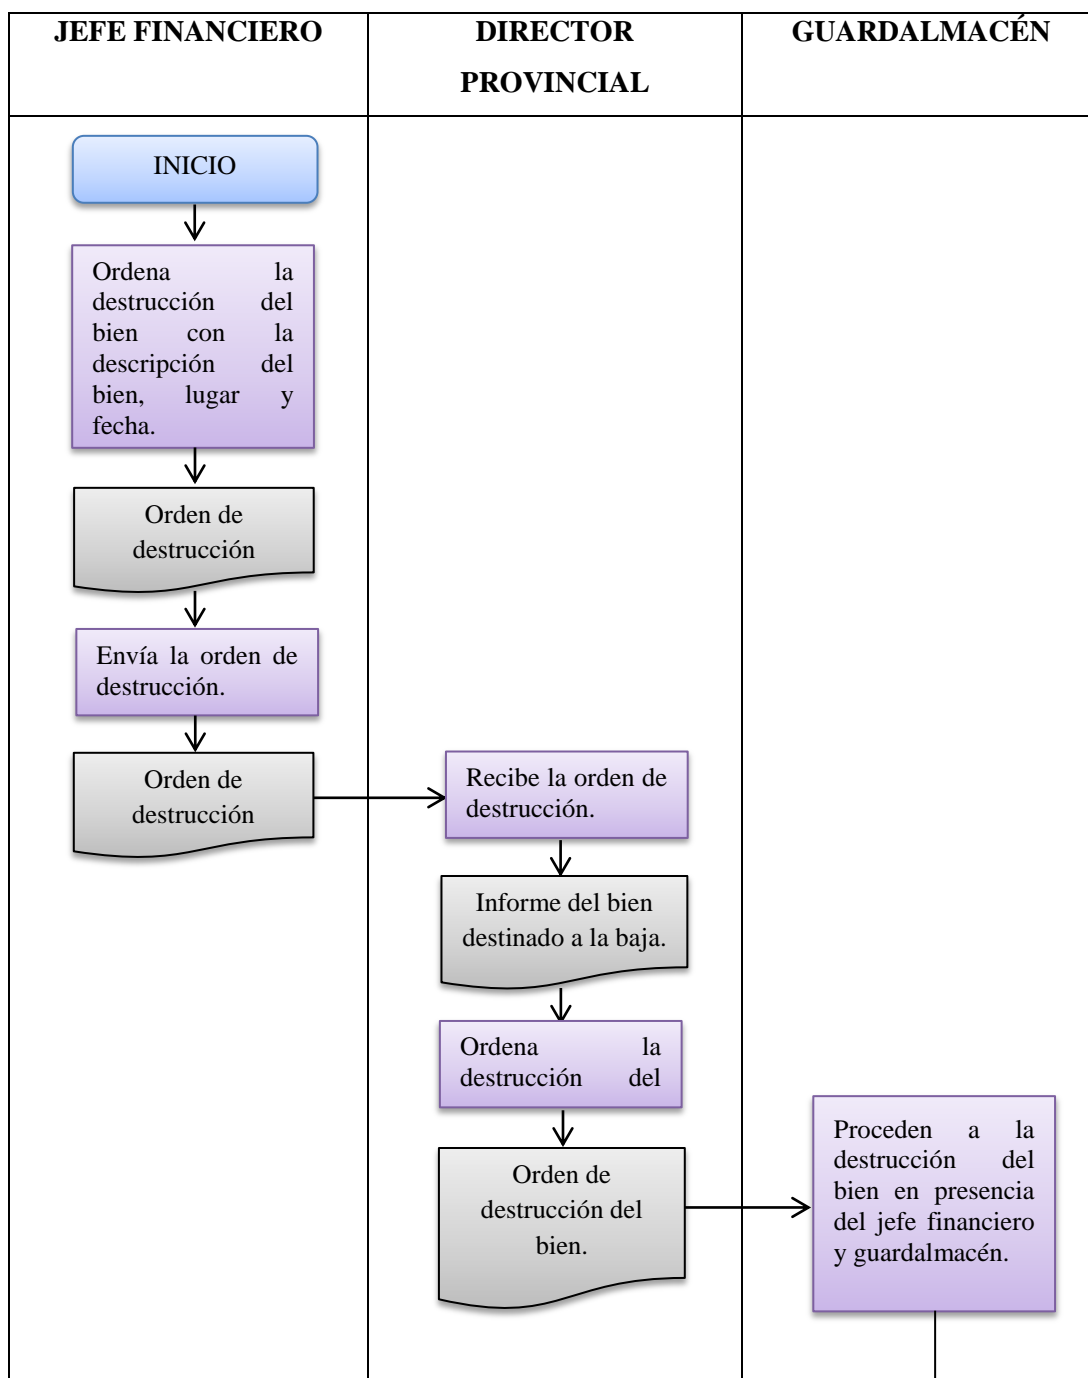 JEFE FINANCIERO
DIRECTOR
PROVINCIAL
GUARDALMACÉN
INICIO
Ordena la
destrucción del
bien con la
descripción del
bien, lugar y
fecha.
Orden de
destrucción
Envía la orden de
destrucción.
Orden de
destrucción
Recibe la orden de
destrucción.
Informe del bien
destinado a la baja.
Ordena la
destrucción del
Orden de
destrucción del
bien.
Proceden a la
destrucción del
bien en presencia
del jefe financiero
y guardalmacén.